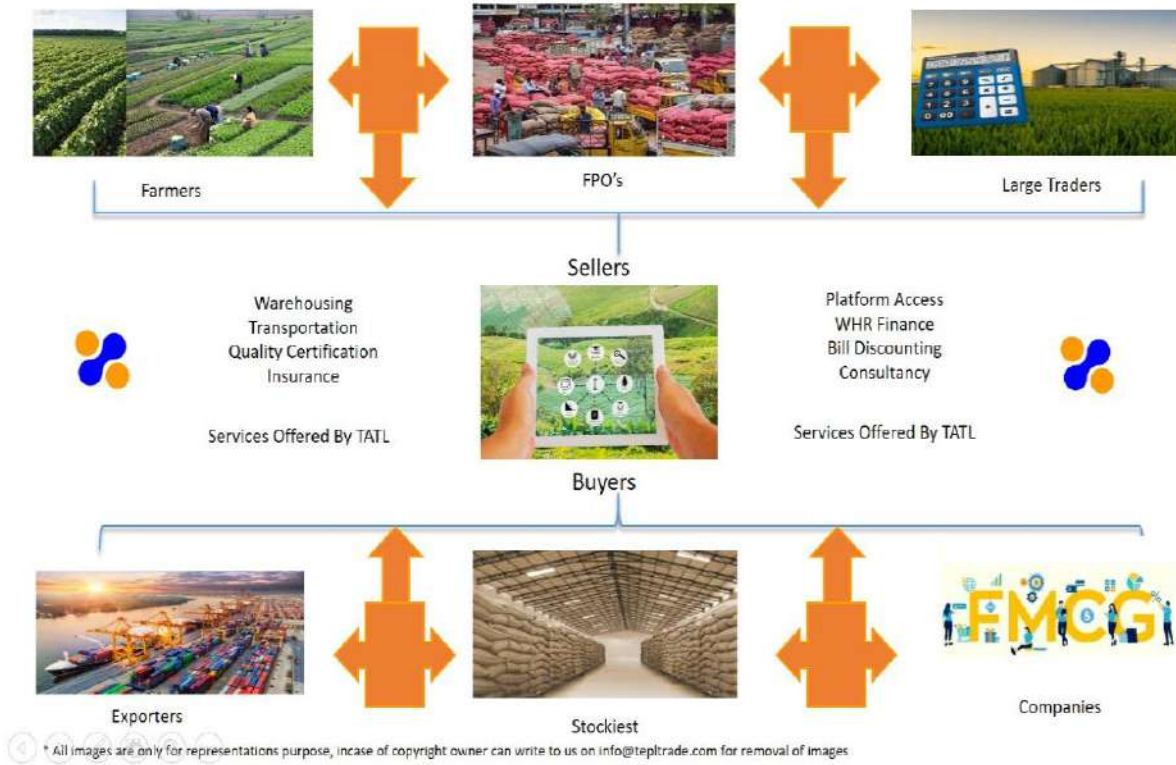 Farmers
FPO's
Large Traders
Sellers
Warehousing
Transportation
Quality Certification
Insurance
Services Offered By TATL
Platform Access
WHR Finance
Bill Discounting
Consultancy
Services Offered By TATL
Buyers
FMCG
Exporters
Stockiest
Companies
* All images are only for representations purpose, incase of copyright owner can write to us on info@tepltrade.com for removal of images